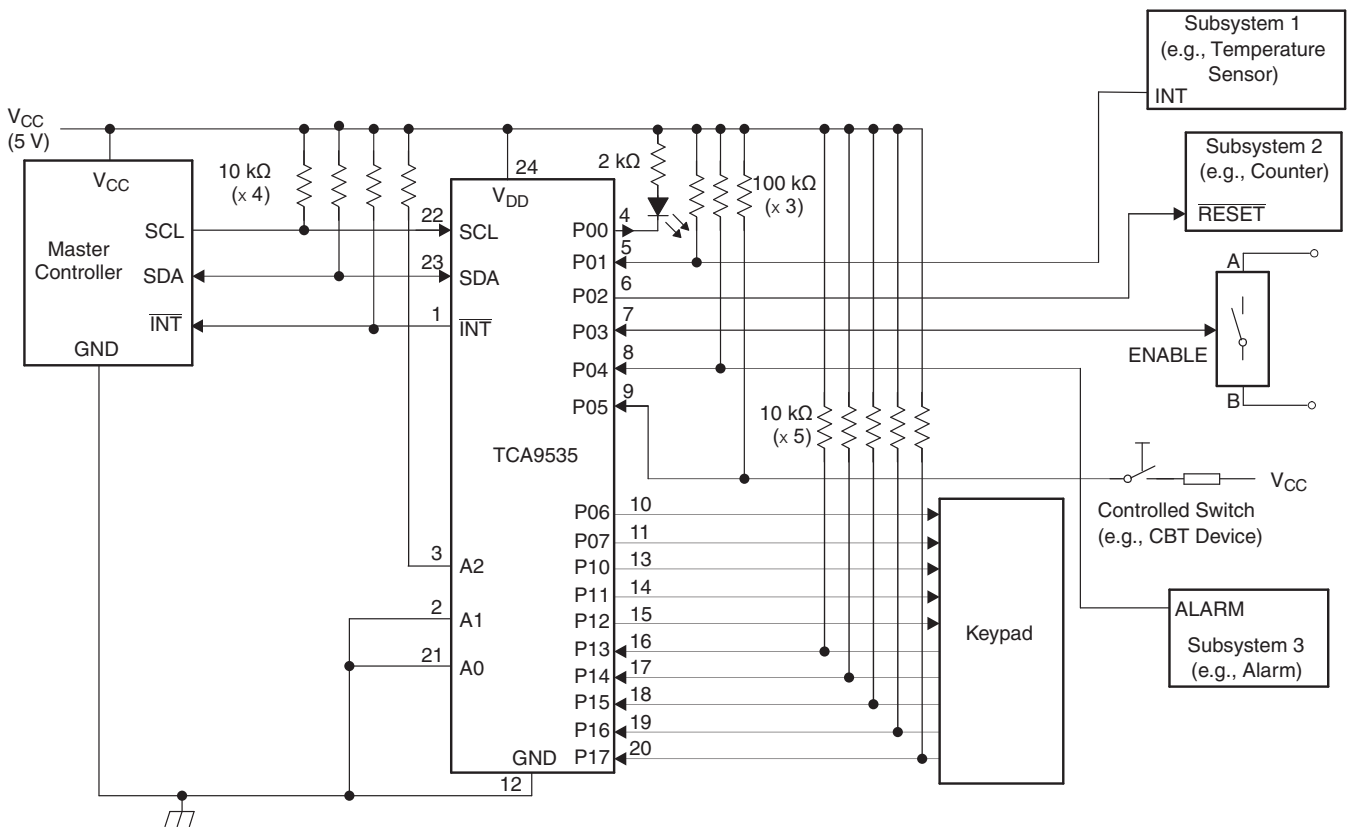 Subsystem 1
(e.g., Temperature
Sensor)
INT
VCC
(5 V)
VCC
Master
Controller
SCL
SDA
INT
GND
10 kΩ
(x 4)
24
VDD
22
SCL
23
SDA
1
INT
3
A2
2
A1
21
A0
GND
12
TCA9535
2 kΩ
100 kΩ
(x 3)
P00
4
P01
5
P02
6
P03
7
P04
8
P05
9
10 kΩ
(x 5)
P06
10
P07
11
P10
13
P11
14
P12
15
P13
16
P14
17
P15
18
P16
19
P17
20
Keypad
Subsystem 2
(e.g., Counter)
RESET
A
ENABLE
B
VCC
Controlled Switch
(e.g., CBT Device)
ALARM
Subsystem 3
(e.g., Alarm)